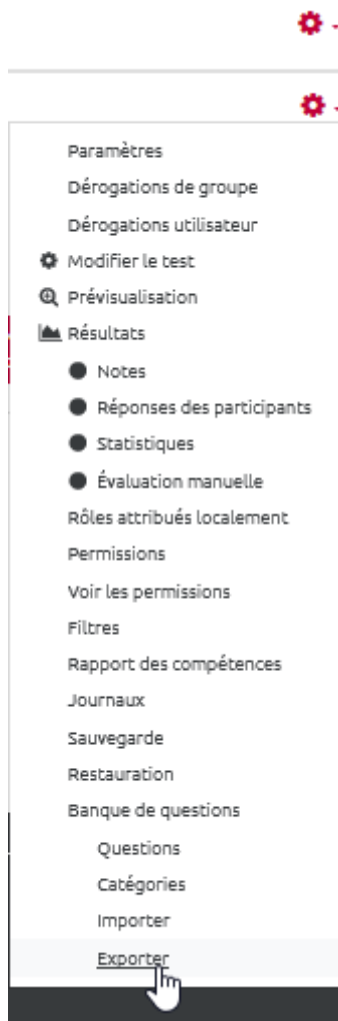 Paramètres
Dérogations de groupe
Dérogations utilisateur
Modifier le test
Prévisualisation
Résultats
Notes
Réponses des participants
Statistiques
Évaluation manuelle
Rôles attribués localement
Permissions
Voir les permissions
Filtres
Rapport des compétences
Journaux
Sauvegarde
Restauration
Banque de questions
Questions
Catégories
Importer
Exporter